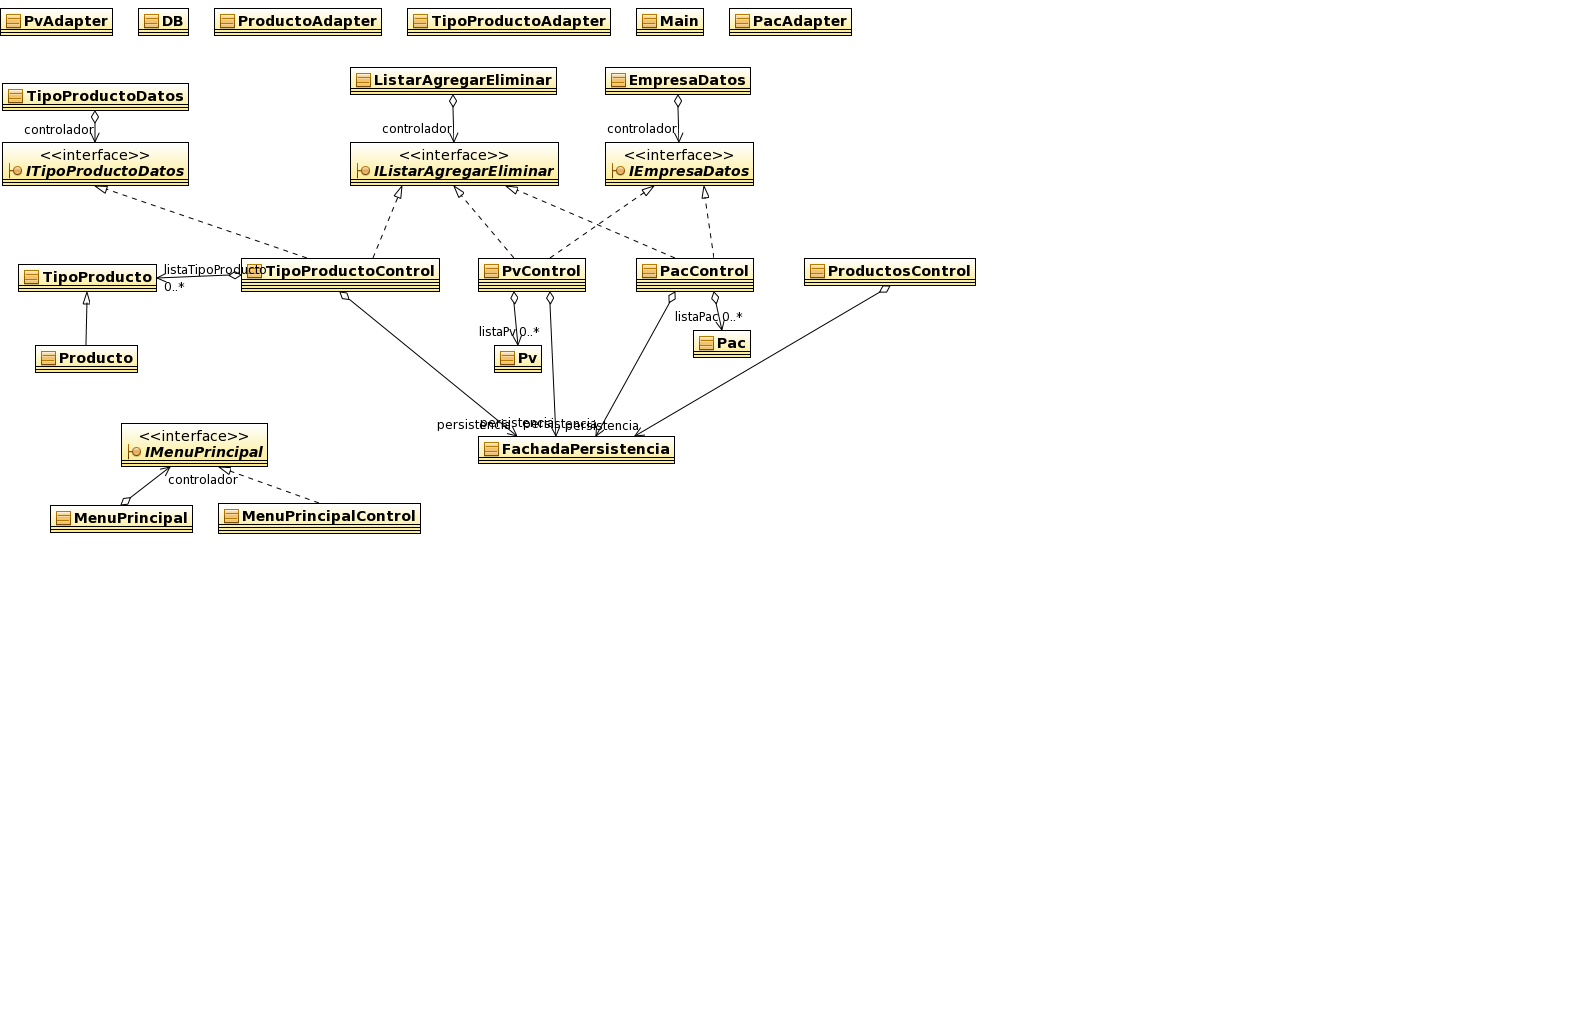 PvAdapter
DB
ProductoAdapter
TipoProductoAdapter
Main
PacAdapter
ListarAgregarEliminar
EmpresaDatos
TipoProductoDatos
controlador
controlador
controlador
<<interface>>
ITipoProductoDatos
<<interface>>
IListarAgregarEliminar
<<interface>>
IEmpresaDatos
TipoProducto
listaTipoProducto
0..*
TipoProductoControl
PvControl
PacControl
ProductosControl
listaPv 0..*
listaPac 0..*
Producto
Pv
Pac
persistencia
persistencia
persistencia
persistencia
FachadaPersistencia
<<interface>>
IMenuPrincipal
controlador
MenuPrincipal
MenuPrincipalControl